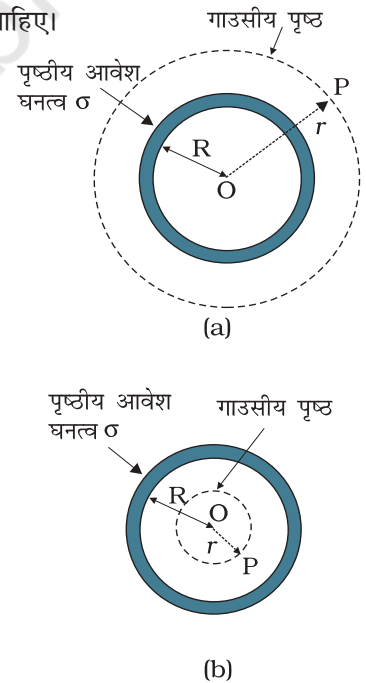 ाहिए।
गाउसीय पृष्ठ
पृष्ठीय आवेश
घनत्व σ
P
R
r
O
(a)
पृष्ठीय आवेश
घनत्व σ
गाउसीय पृष्ठ
R
O
r
P
(b)